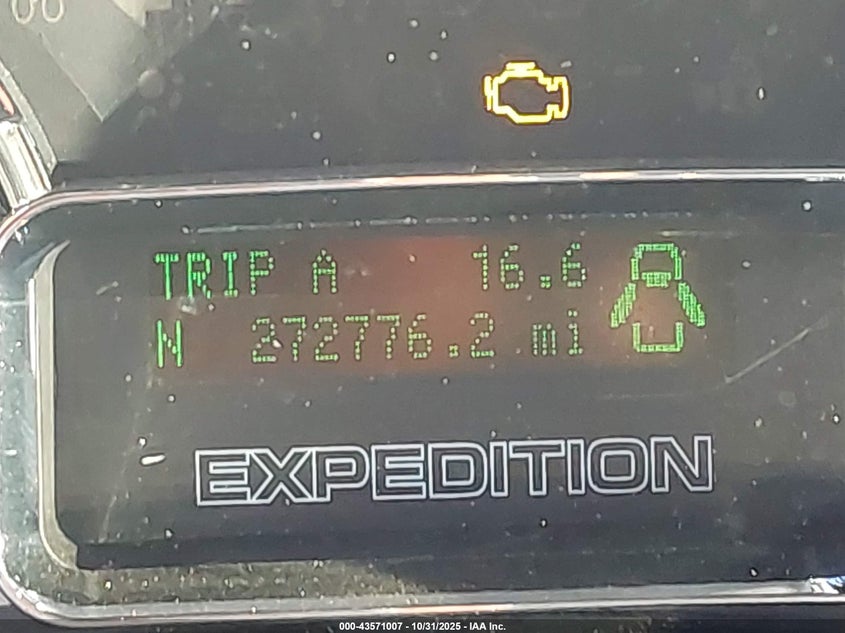 TRIP A 16.6
N 272776.2 mi
EXPEDITION
000-43571007 - 10/31/2025 - IAA Inc.